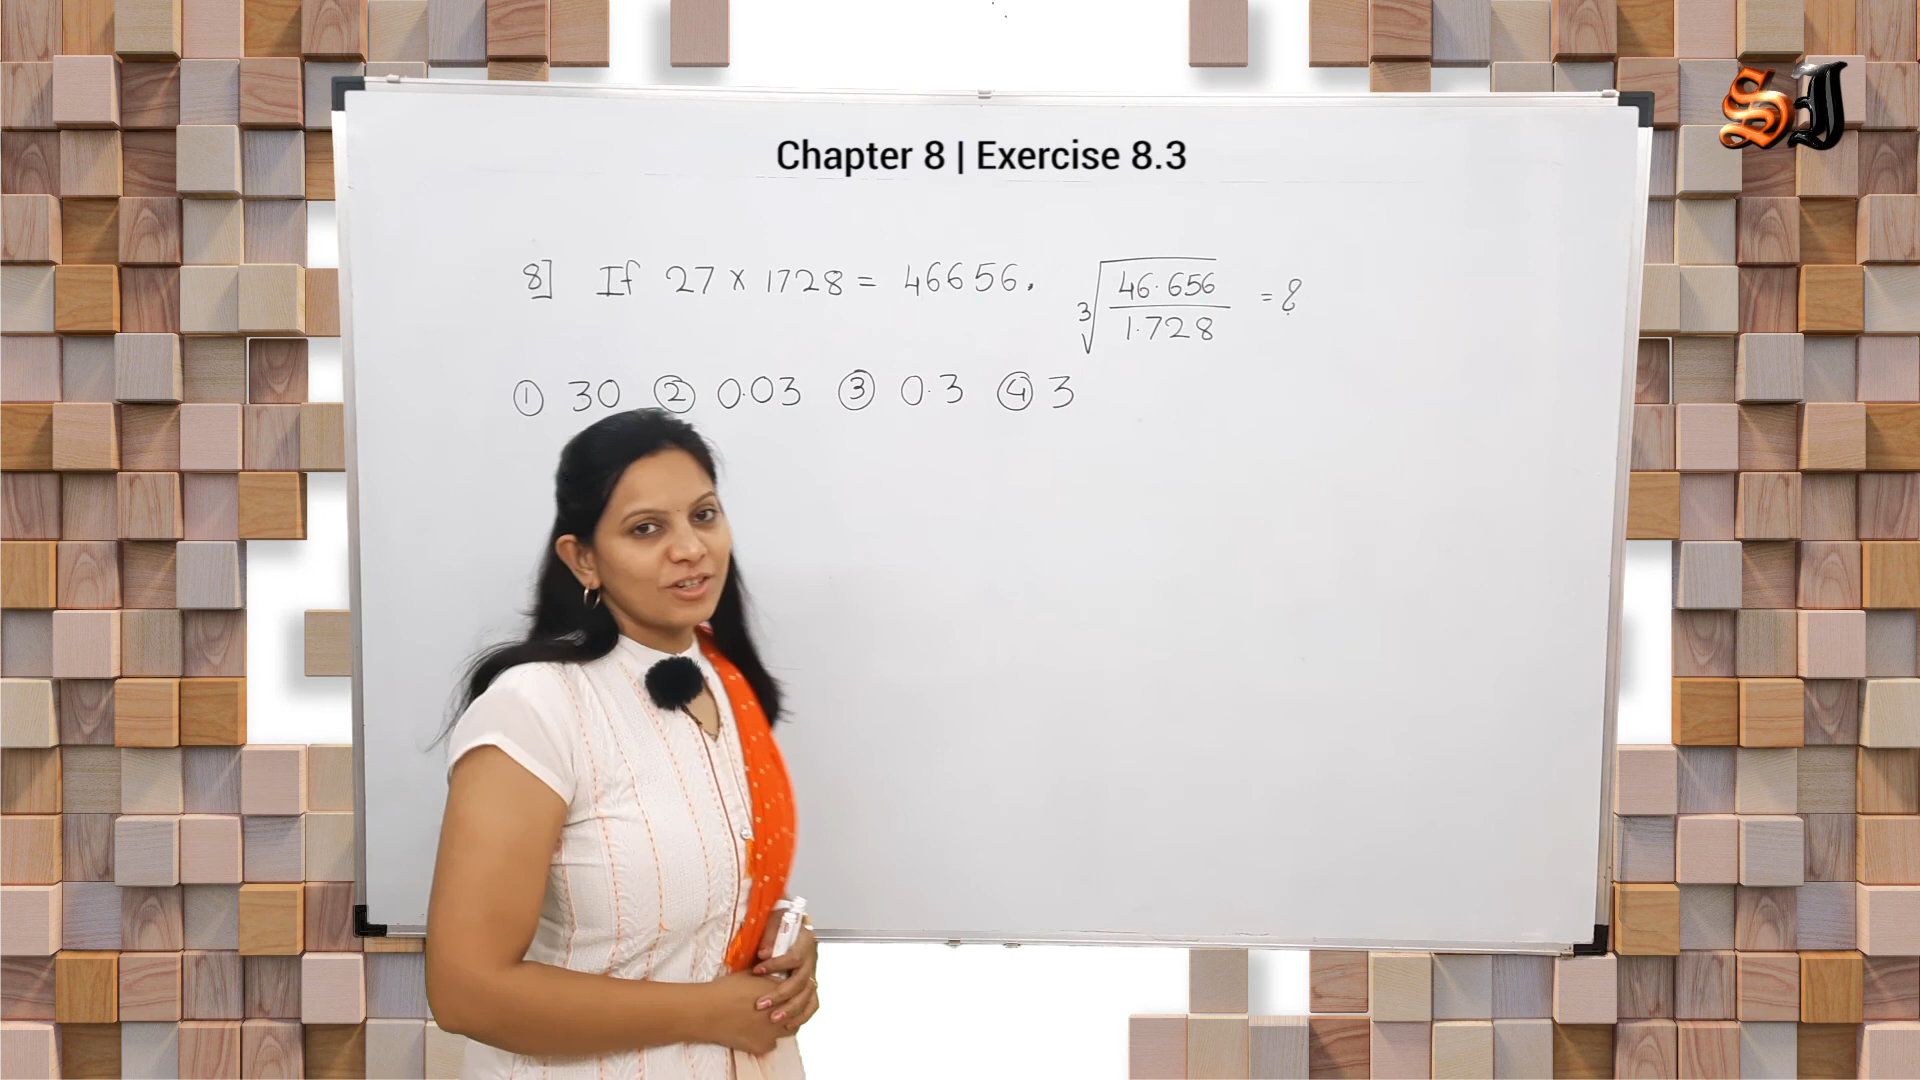 SJ
Chapter 8 | Exercise 8.3
8] If 27 x 1728 = 46656. ∛(46.656/1.728) = ?
① 30 ② 0.03 ③ 0.3 ④ 3